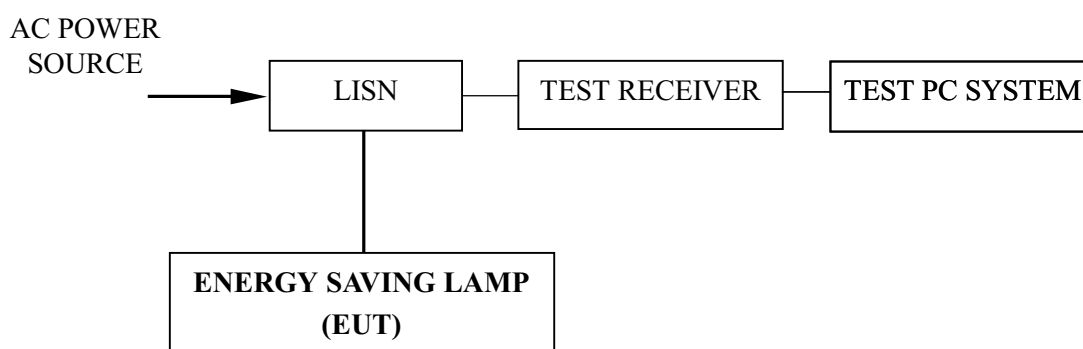 AC POWER
SOURCE
LISN
TEST RECEIVER
TEST PC SYSTEM
ENERGY SAVING LAMP
(EUT)